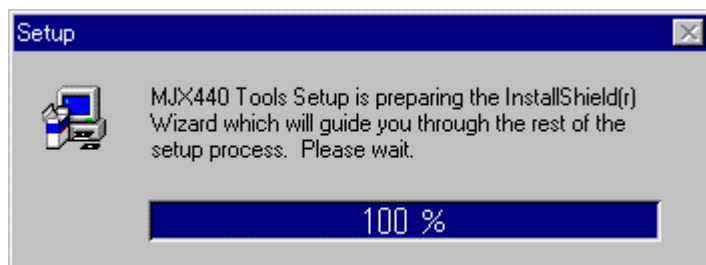 Setup
MJX440 Tools Setup is preparing the InstallShield(r)
Wizard which will guide you through the rest of the
setup process.  Please wait.
100 %